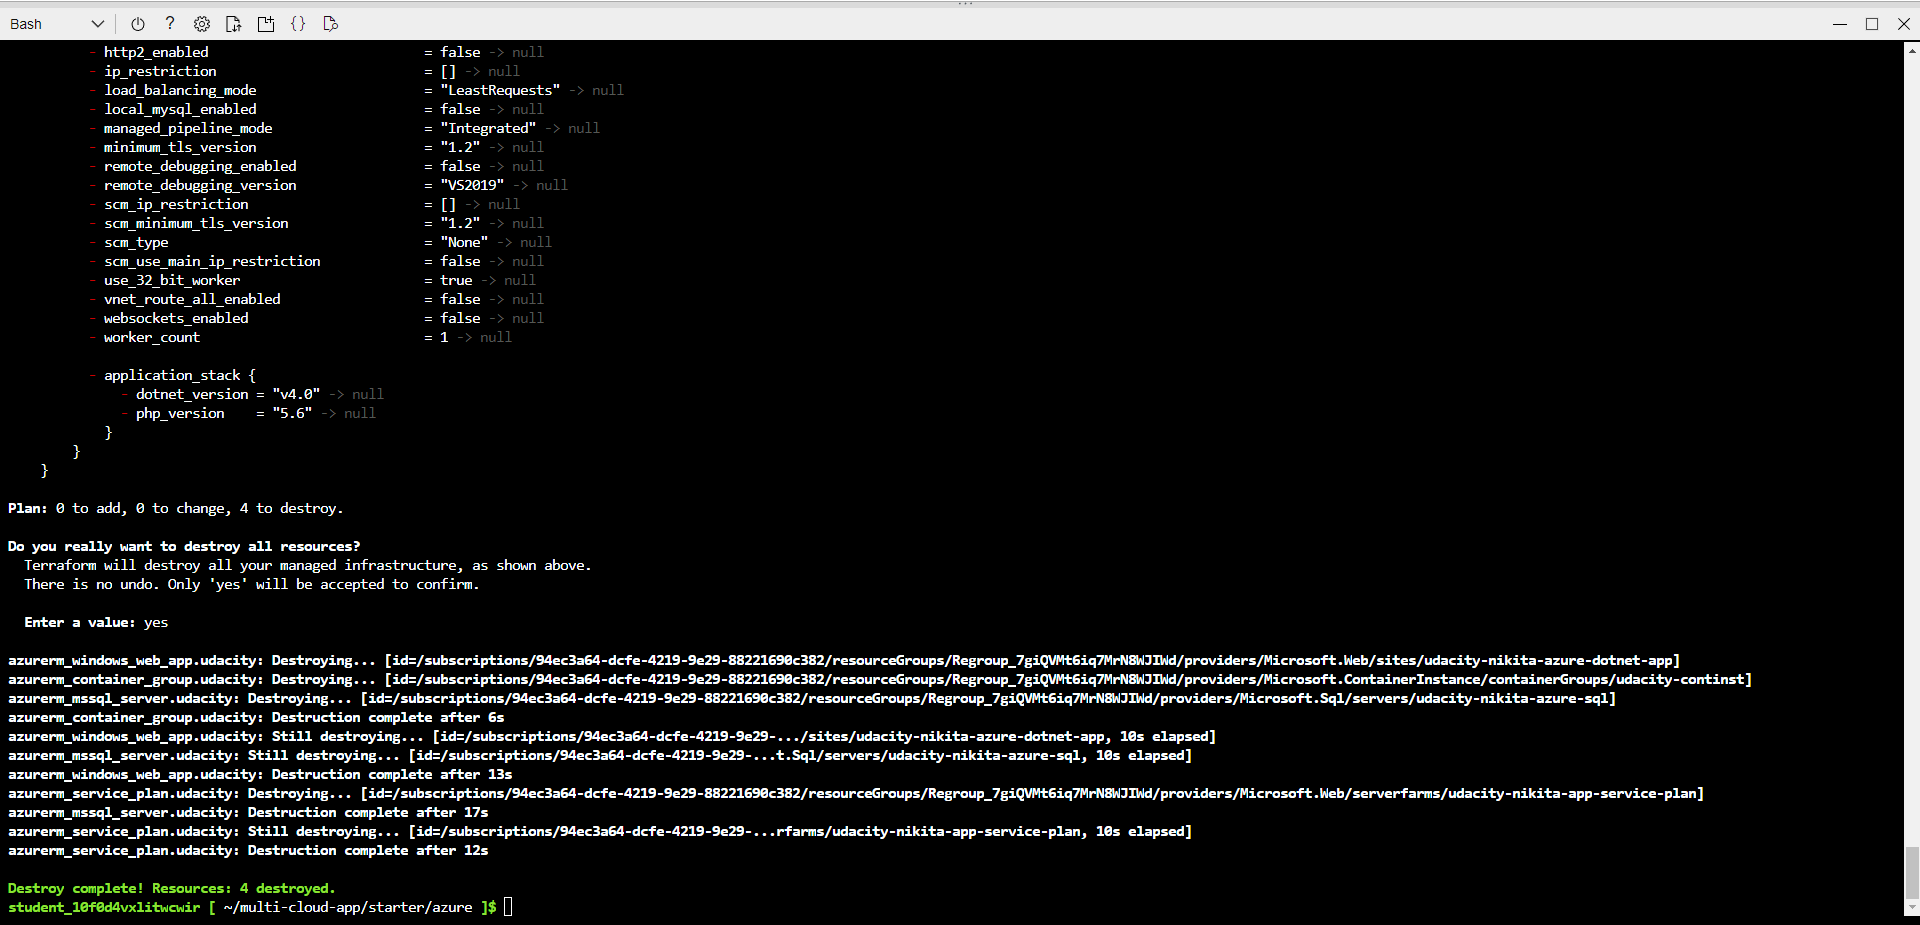 Bash
- http2_enabled = false -> null
- ip_restriction = [] -> null
- load_balancing_mode = "LeastRequests" -> null
- local_mysql_enabled = false -> null
- managed_pipeline_mode = "Integrated" -> null
- minimum_tls_version = "1.2" -> null
- remote_debugging_enabled = false -> null
- remote_debugging_version = "VS2019" -> null
- scm_ip_restriction = [] -> null
- scm_minimum_tls_version = "1.2" -> null
- scm_type = "None" -> null
- scm_use_main_ip_restriction = false -> null
- use_32_bit_worker = true -> null
- vnet_route_all_enabled = false -> null
- websockets_enabled = false -> null
- worker_count = 1 -> null
- application_stack {
- dotnet_version = "v4.0" -> null
- php_version = "5.6" -> null
}
}
}
Plan: 0 to add, 0 to change, 4 to destroy.
Do you really want to destroy all resources?
Terraform will destroy all your managed infrastructure, as shown above.
There is no undo. Only 'yes' will be accepted to confirm.
Enter a value: yes
azurerm_windows_web_app.udacity: Destroying... [id=/subscriptions/94ec3a64-dcfe-4219-9e29-88221690c382/resourceGroups/Regroup_7giQVMt6iq7MrN8WJIWd/providers/Microsoft.Web/sites/udacity-nikita-azure-dotnet-app]
azurerm_container_group.udacity: Destroying... [id=/subscriptions/94ec3a64-dcfe-4219-9e29-88221690c382/resourceGroups/Regroup_7giQVMt6iq7MrN8WJIWd/providers/Microsoft.ContainerInstance/containerGroups/udacity-continst]
azurerm_mssql_server.udacity: Destroying... [id=/subscriptions/94ec3a64-dcfe-4219-9e29-88221690c382/resourceGroups/Regroup_7giQVMt6iq7MrN8WJIWd/providers/Microsoft.Sql/servers/udacity-nikita-azure-sql]
azurerm_container_group.udacity: Destruction complete after 6s
azurerm_windows_web_app.udacity: Still destroying... [id=/subscriptions/94ec3a64-dcfe-4219-9e29-.../sites/udacity-nikita-azure-dotnet-app, 10s elapsed]
azurerm_mssql_server.udacity: Still destroying... [id=/subscriptions/94ec3a64-dcfe-4219-9e29-...t.Sql/servers/udacity-nikita-azure-sql, 10s elapsed]
azurerm_windows_web_app.udacity: Destruction complete after 13s
azurerm_service_plan.udacity: Destroying... [id=/subscriptions/94ec3a64-dcfe-4219-9e29-88221690c382/resourceGroups/Regroup_7giQVMt6iq7MrN8WJIWd/providers/Microsoft.Web/serverfarms/udacity-nikita-app-service-plan]
azurerm_mssql_server.udacity: Destruction complete after 17s
azurerm_service_plan.udacity: Still destroying... [id=/subscriptions/94ec3a64-dcfe-4219-9e29-...rfarms/udacity-nikita-app-service-plan, 10s elapsed]
azurerm_service_plan.udacity: Destruction complete after 12s
Destroy complete! Resources: 4 destroyed.
student_10f0d4vxlitwcwir [ ~/multi-cloud-app/starter/azure ]$